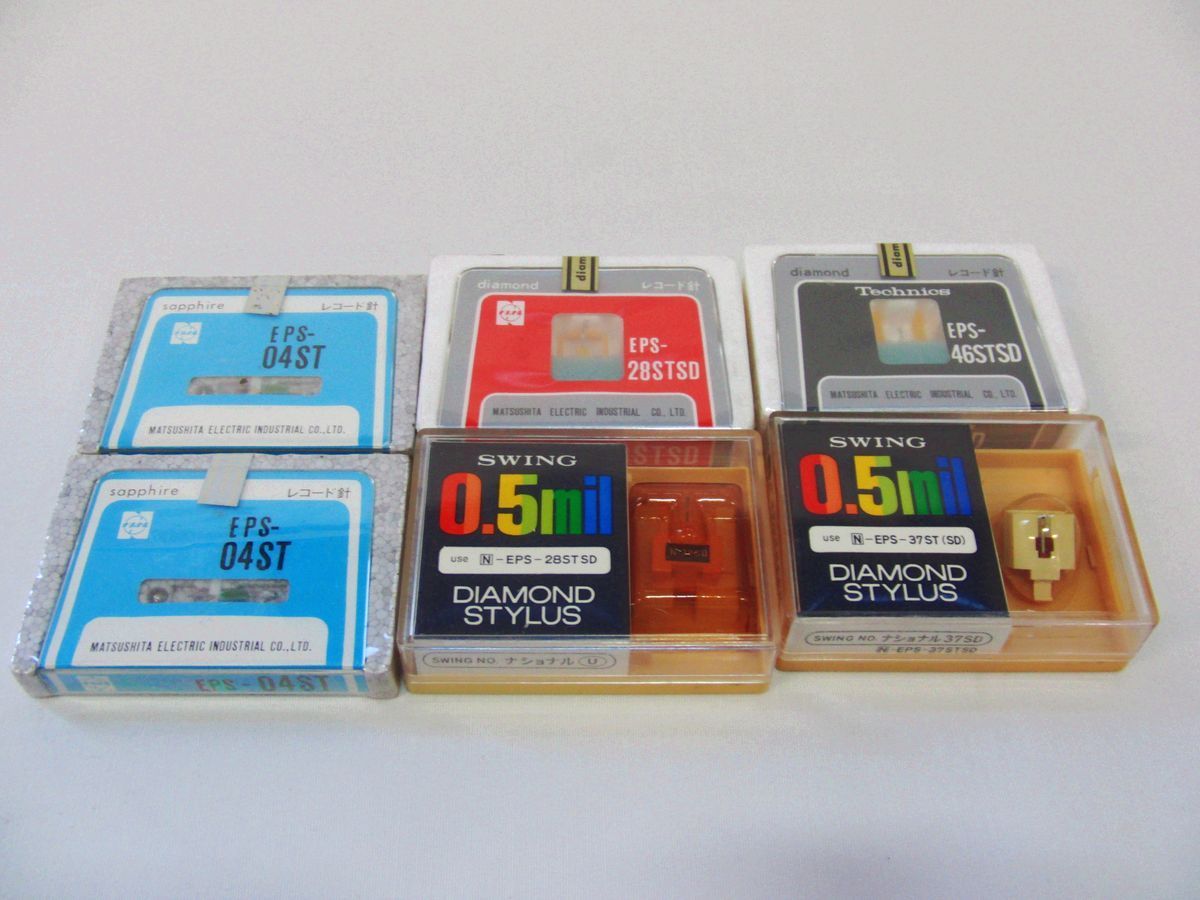 sapphire レコード針
EPS-
04ST
MATSUSHITA ELECTRIC INDUSTRIAL CO.,LTD.
diamond レコード針
EPS-
28STSD
MATSUSHITA ELECTRIC INDUSTRIAL CO., LTD.
diam
diamond レコード針
Technics
EPS-
46STSD
MATSUSHITA ELECTRIC INDUSTRIAL CO., LTD.
diam
sapphire レコード針
EPS-
04ST
MATSUSHITA ELECTRIC INDUSTRIAL CO.,LTD.
EPS-04ST
SWING
0.5mil
use N-EPS-28STSD
DIAMOND
STYLUS
SWING NO. ナショナル U
SWING
0.5mil
use N-EPS-37ST(SD)
DIAMOND
STYLUS
SWING NO. ナショナル 37SD
N-EPS-37STSD